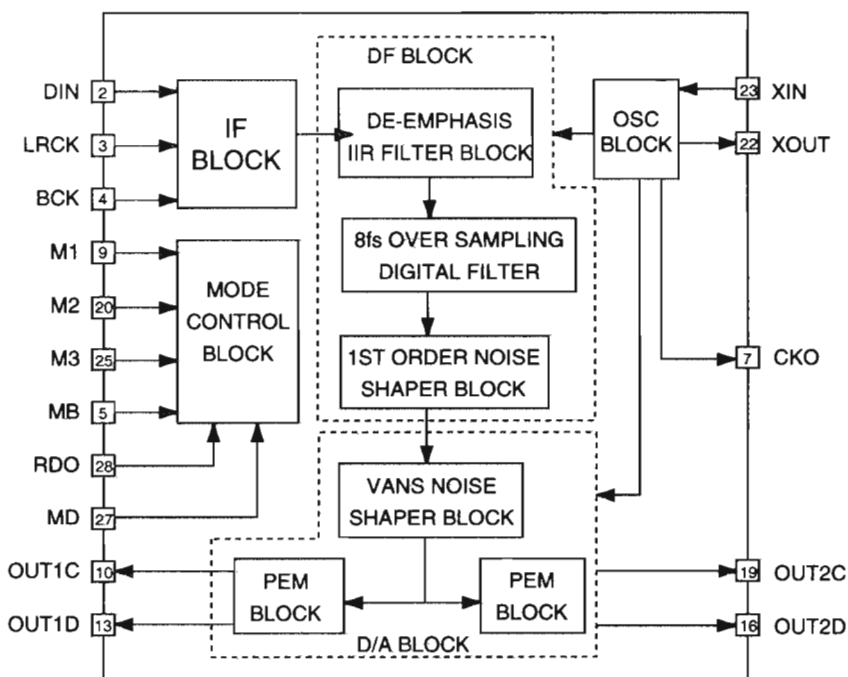 DF BLOCK
DIN 2
LRCK 3
BCK 4
IF
BLOCK
DE-EMPHASIS
IIR FILTER BLOCK
OSC
BLOCK
23 XIN
22 XOUT
M1 9
M2 20
M3 25
MB 5
RDO 28
MD 27
MODE
CONTROL
BLOCK
8fs OVER SAMPLING
DIGITAL FILTER
1ST ORDER NOISE
SHAPER BLOCK
7 CKO
VANS NOISE
SHAPER BLOCK
OUT1C 10
OUT1D 13
PEM
BLOCK
PEM
BLOCK
19 OUT2C
16 OUT2D
D/A BLOCK